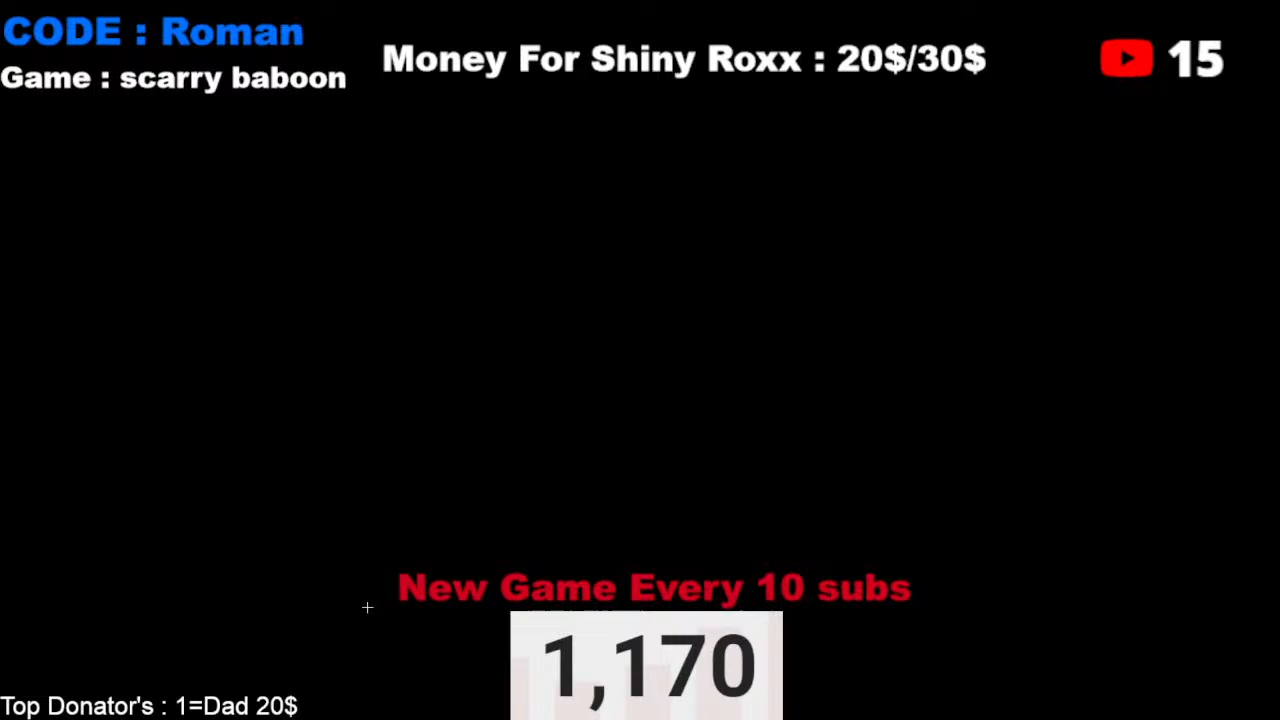 CODE : Roman
Game : scarry baboon
Money For Shiny Roxx : 20$/30$
15
New Game Every 10 subs
1,170
Top Donator's : 1=Dad 20$